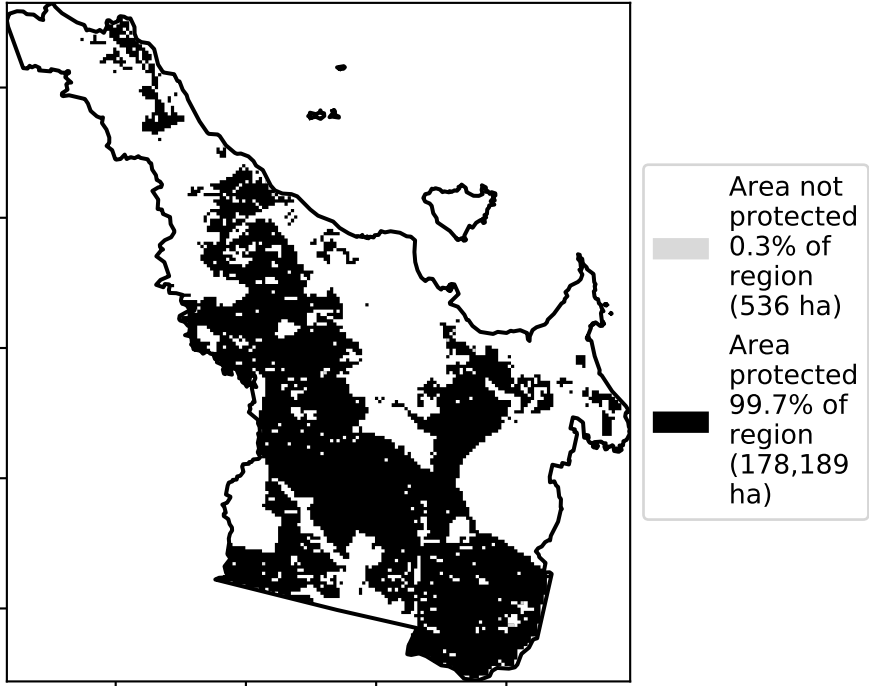 Area not
protected
0.3% of
region
(536 ha)
Area
protected
99.7% of
region
(178,189
ha)